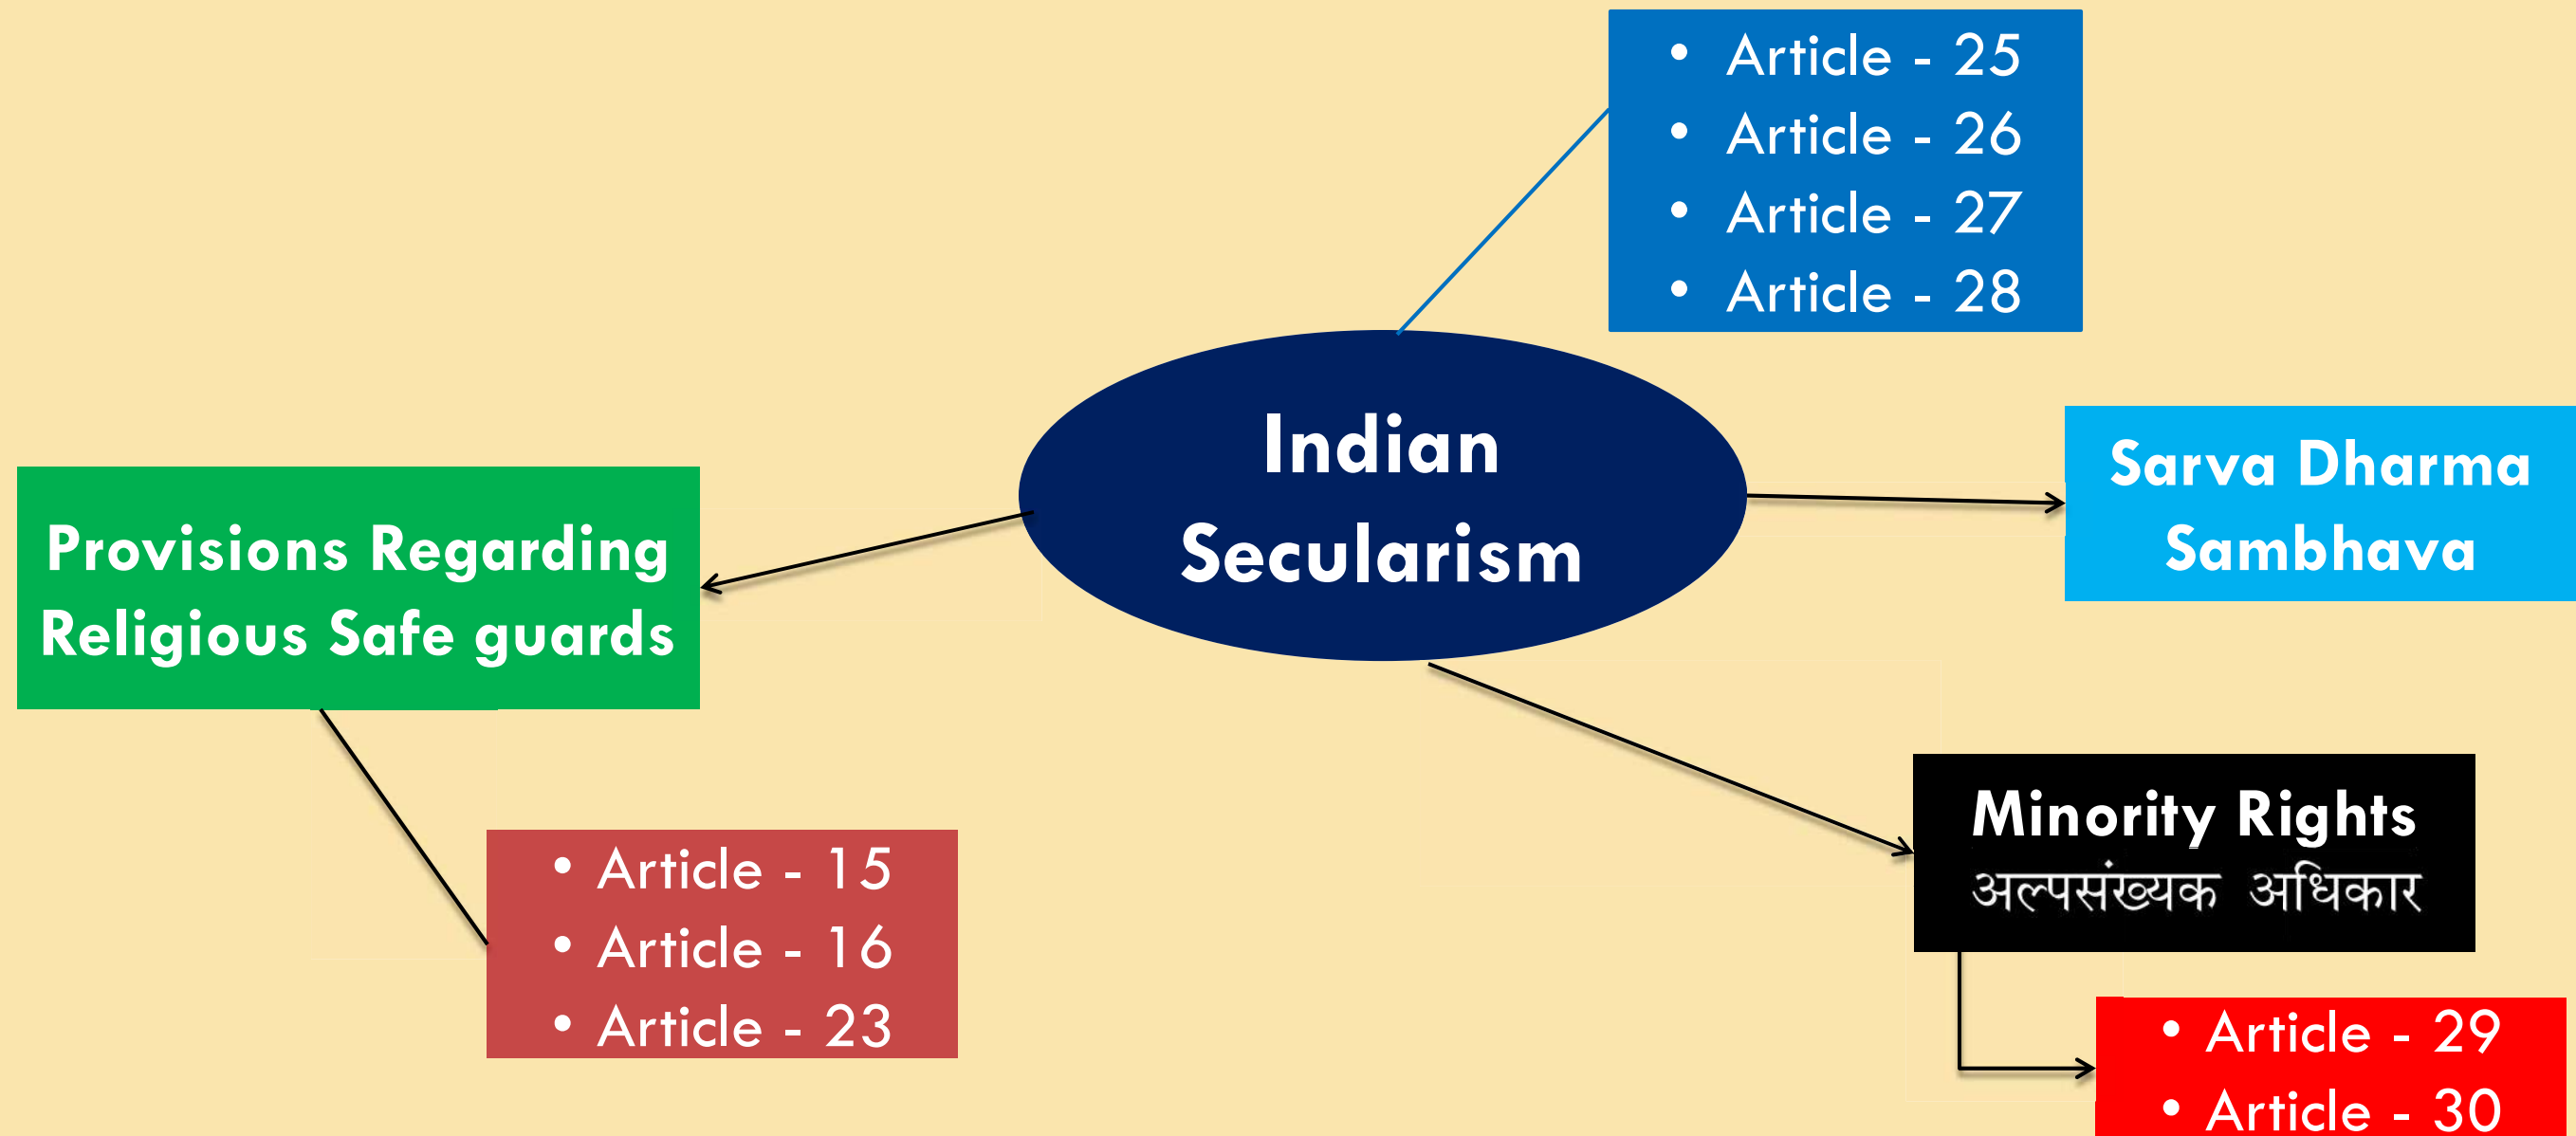 • Article - 25
• Article - 26
• Article - 27
• Article - 28
Indian
Secularism
Sarva Dharma
Sambhava
Provisions Regarding
Religious Safe guards
• Article - 15
• Article - 16
• Article - 23
Minority Rights
अल्पसंख्यक अधिकार
• Article - 29
• Article - 30